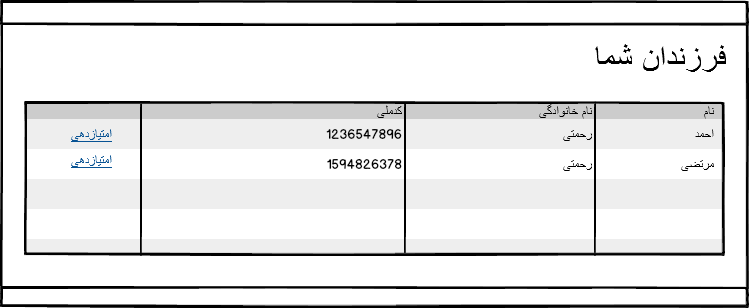 فرزندان شما
نام نام خانوادگی کدملی
احمد رحمتی 1236547896 امتیازدهی
مرتضی رحمتی 1594826378 امتیازدهی